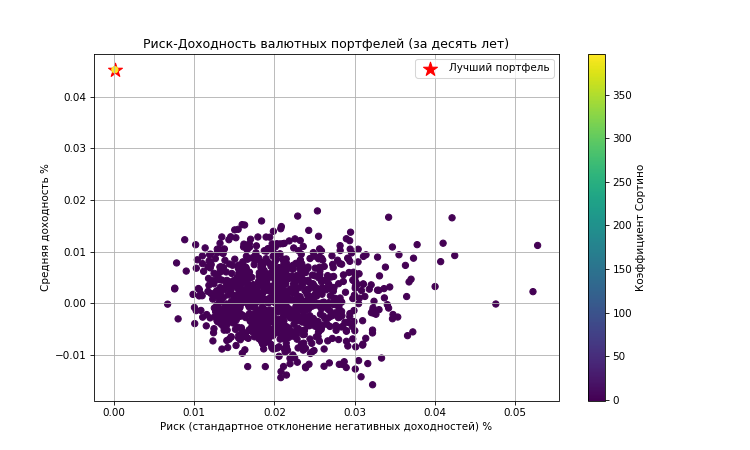 Риск-Доходность валютных портфелей (за десять лет)
Лучший портфель
0.04
0.03
0.02
0.01
0.00
−0.01
Средняя доходность %
0.00 0.01 0.02 0.03 0.04 0.05
Риск (стандартное отклонение негативных доходностей) %
350
300
250
200
150
100
50
0
Коэффициент Сортино